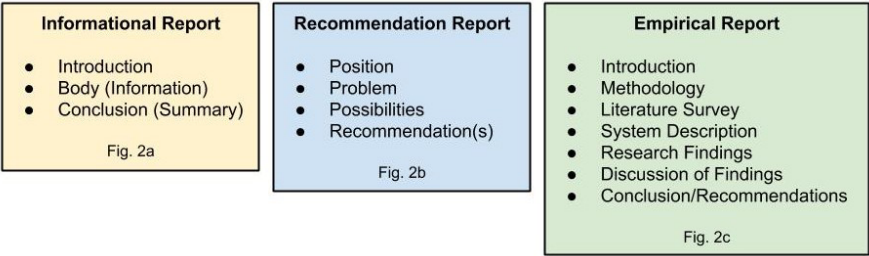 Informational Report
● Introduction
● Body (Information)
● Conclusion (Summary)
Fig. 2a
Recommendation Report
● Position
● Problem
● Possibilities
● Recommendation(s)
Fig. 2b
Empirical Report
● Introduction
● Methodology
● Literature Survey
● System Description
● Research Findings
● Discussion of Findings
● Conclusion/Recommendations
Fig. 2c